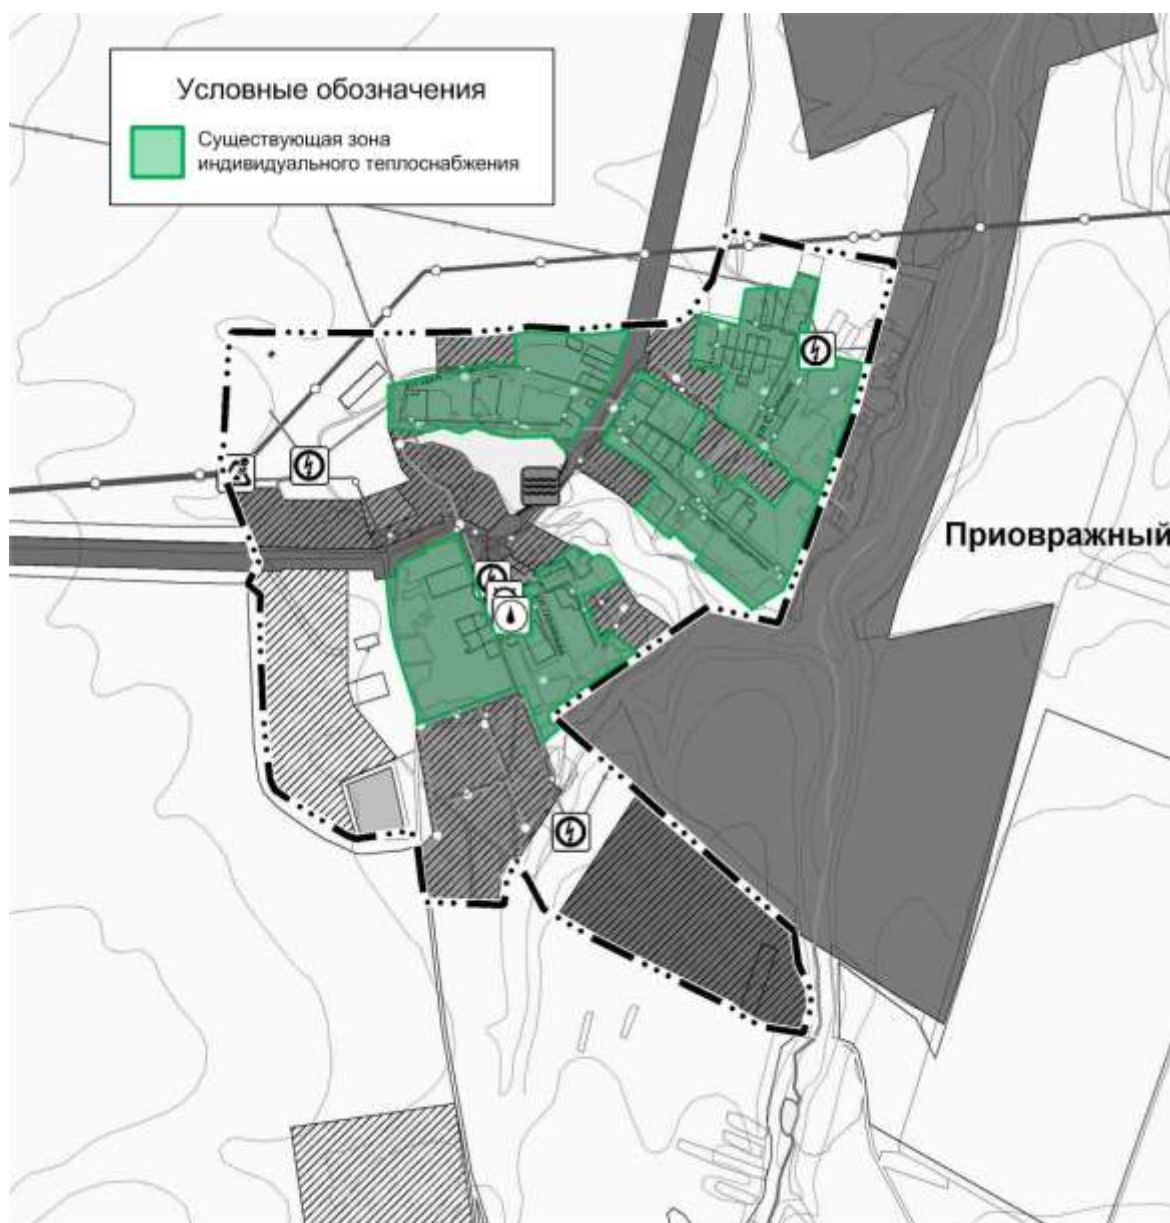 Условные обозначения
Существующая зона
индивидуального теплоснабжения
Приовражный